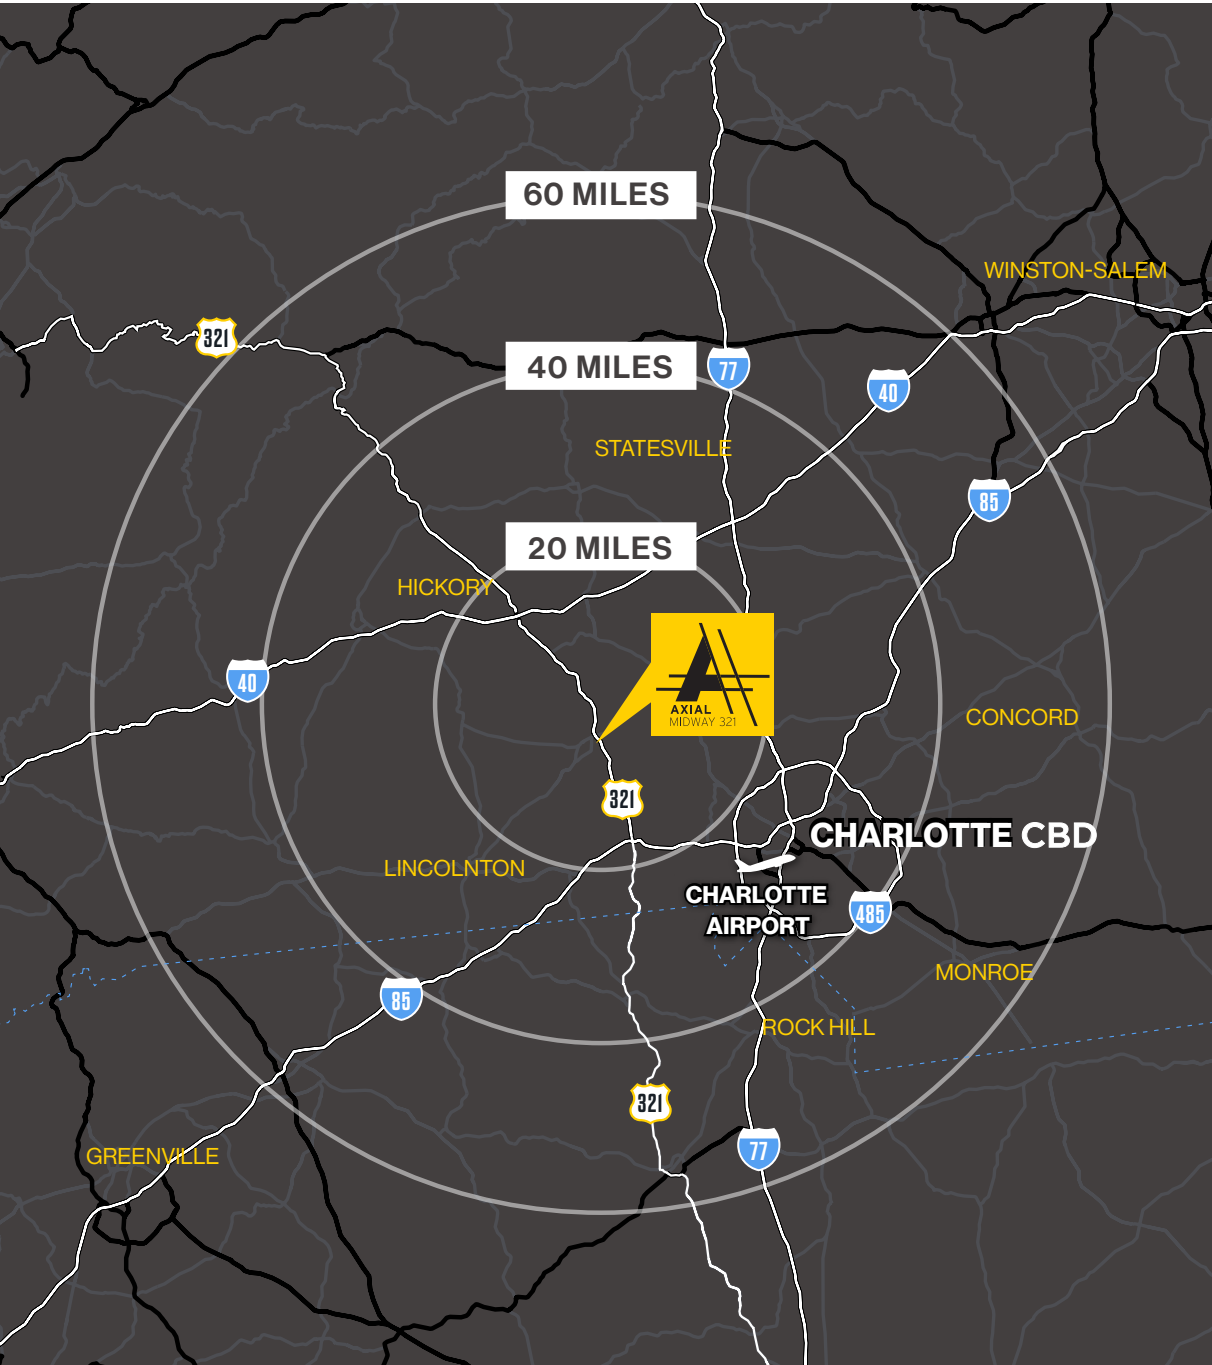 60 MILES
WINSTON-SALEM
321
40 MILES
77
40
STATESVILLE
85
20 MILES
HICKORY
40
AXIAL
MIDWAY 321
CONCORD
321
CHARLOTTE CBD
LINCOLNTON
CHARLOTTE
AIRPORT
485
MONROE
85
ROCK HILL
321
77
GREENVILLE